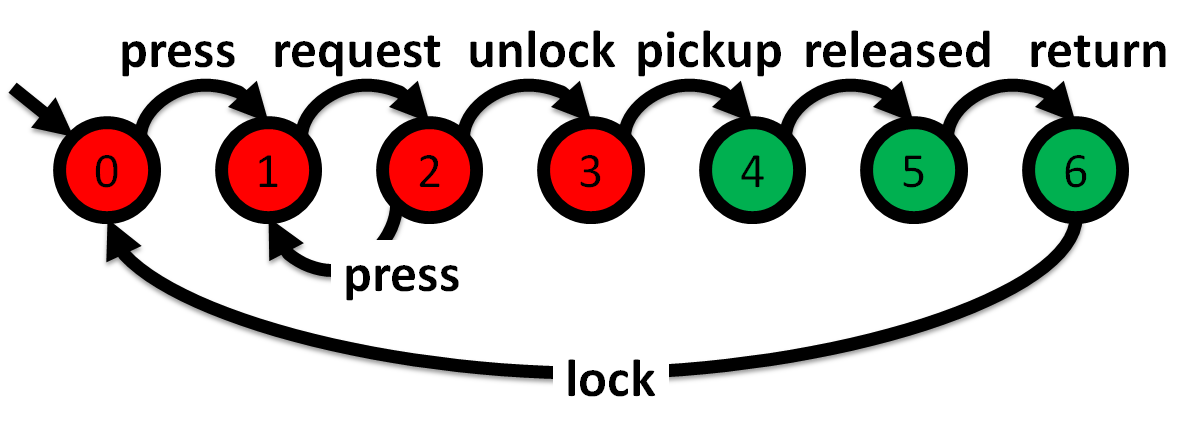 press request unlock pickup released return
0 1 2 3 4 5 6
press
lock